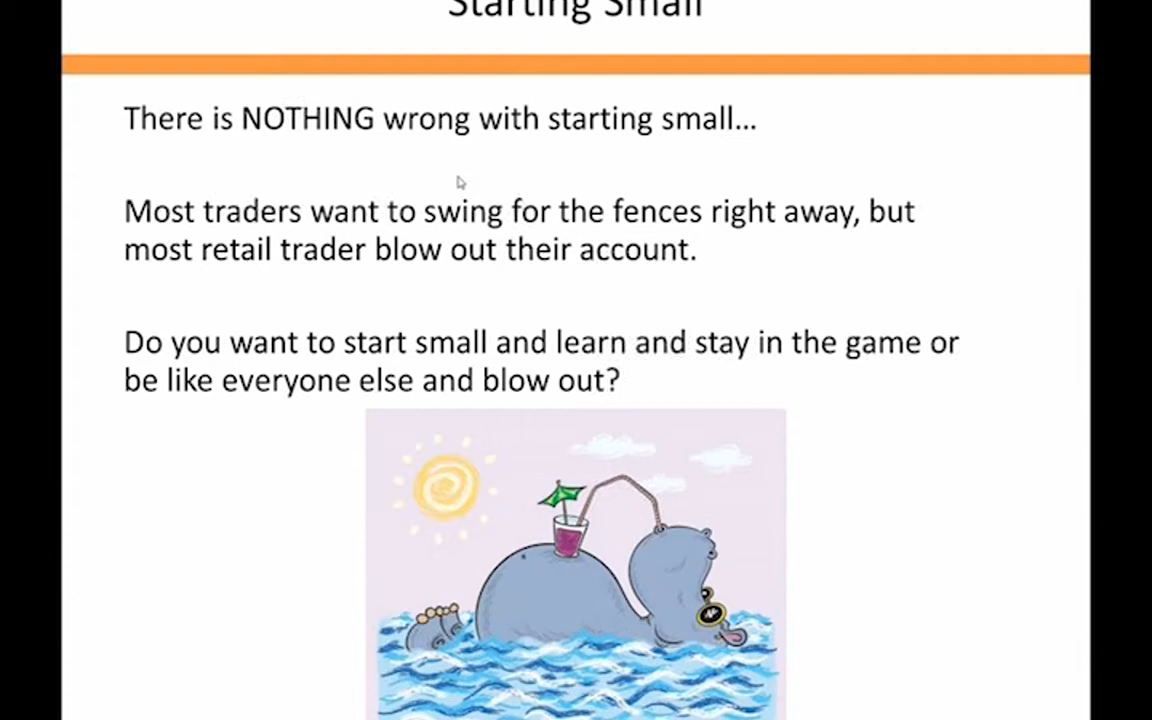 Starting Small
There is NOTHING wrong with starting small...
Most traders want to swing for the fences right away, but
most retail trader blow out their account.
Do you want to start small and learn and stay in the game or
be like everyone else and blow out?